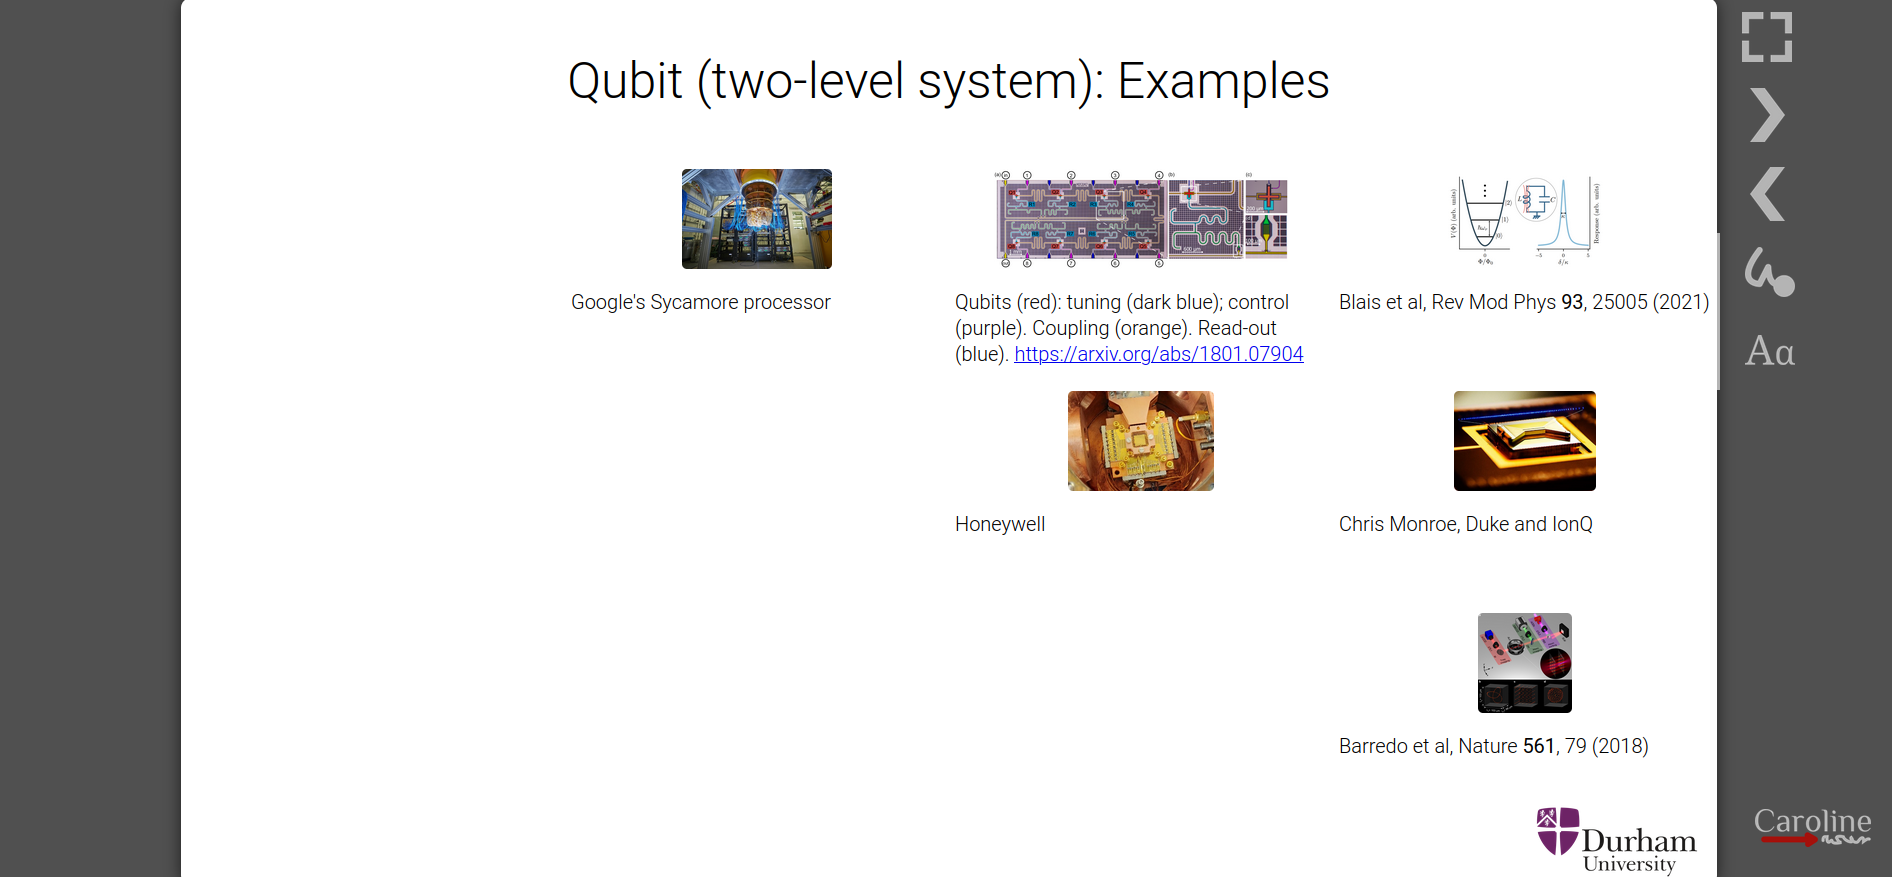 Qubit (two-level system): Examples
Google's Sycamore processor
Qubits (red): tuning (dark blue); control
(purple). Coupling (orange). Read-out
(blue). https://arxiv.org/abs/1801.07904
Blais et al, Rev Mod Phys 93, 25005 (2021)
Honeywell
Chris Monroe, Duke and IonQ
Barredo et al, Nature 561, 79 (2018)
Durham
University
Aα
Caroline